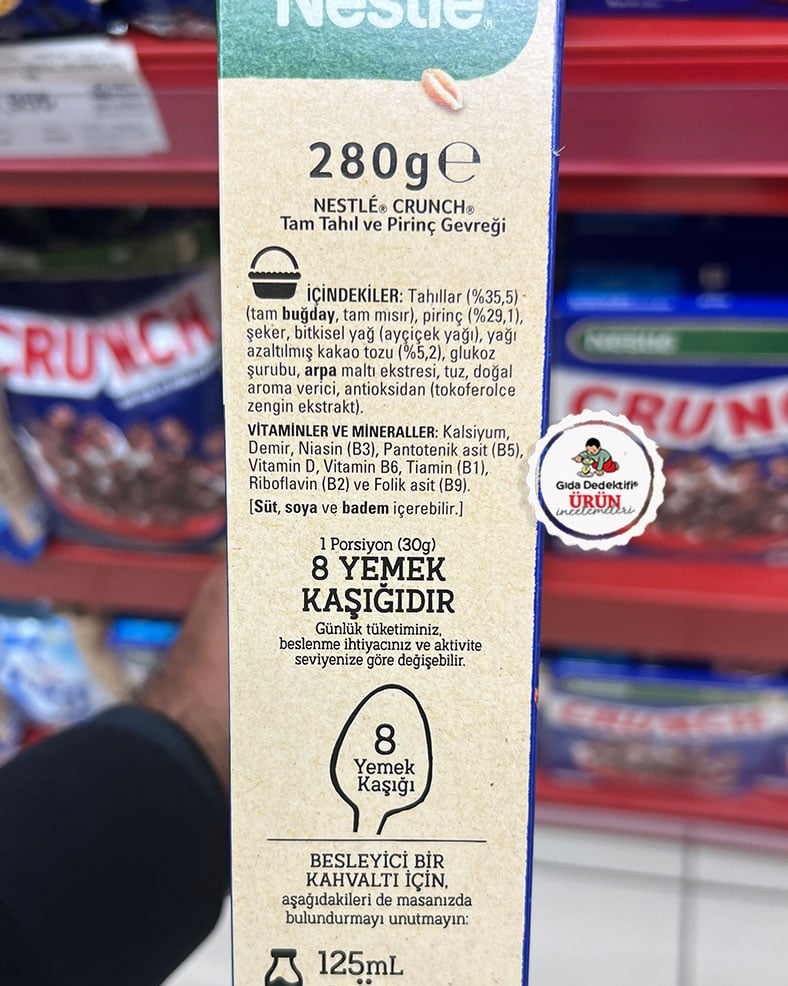 Nestlé®
280g℮
NESTLÉ® CRUNCH®
Tam Tahıl ve Pirinç Gevreği
İÇİNDEKİLER: Tahıllar (%35,5)
(tam buğday, tam mısır), pirinç (%29,1),
şeker, bitkisel yağ (ayçiçek yağı), yağı
azaltılmış kakao tozu (%5,2), glukoz
şurubu, arpa maltı ekstresi, tuz, doğal
aroma verici, antioksidan (tokoferolce
zengin ekstrakt).
VİTAMİNLER VE MİNERALLER: Kalsiyum,
Demir, Niasin (B3), Pantotenik asit (B5),
Vitamin D, Vitamin B6, Tiamin (B1),
Riboflavin (B2) ve Folik asit (B9).
[Süt, soya ve badem içerebilir.]
1 Porsiyon (30g)
8 YEMEK
KAŞIĞIDIR
Günlük tüketiminiz,
beslenme ihtiyacınız ve aktivite
seviyenize göre değişebilir.
8
Yemek
Kaşığı
BESLEYİCİ BİR
KAHVALTI İÇİN,
aşağıdakileri de masanızda
bulundurmayı unutmayın:
125mL
CRUNCH
Nestlé
CRUN
Gıda Dedektifi®
ÜRÜN
incelemeleri
CRUNCH